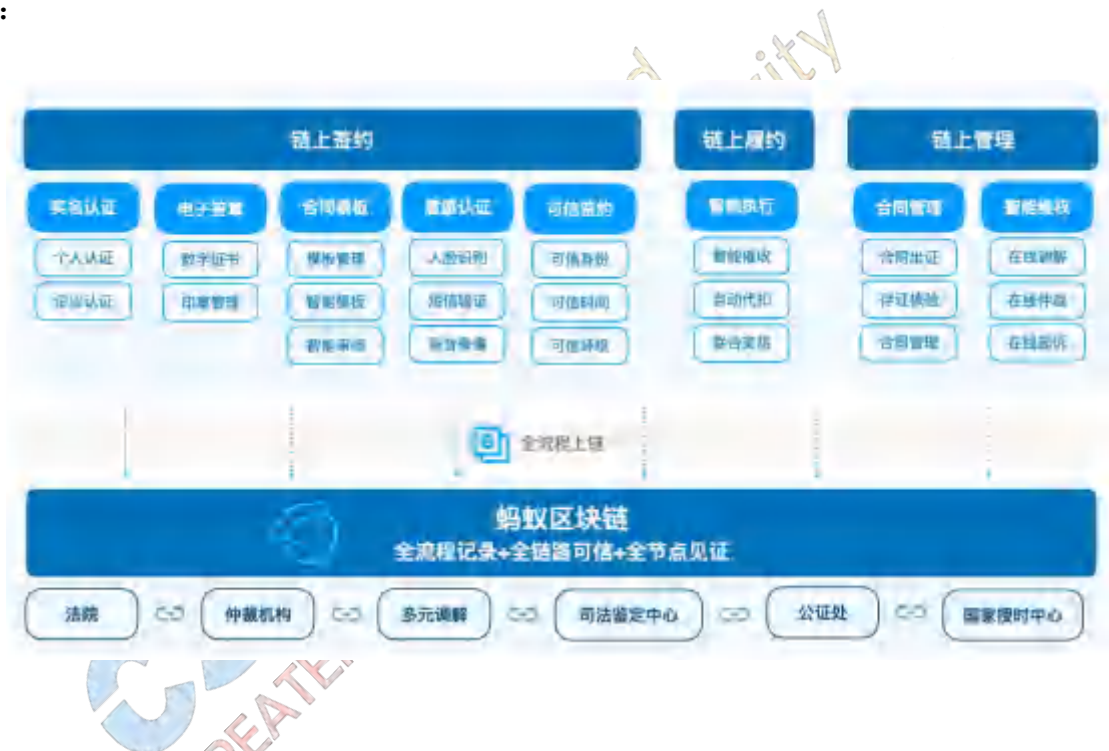 :
链上签约
链上履约
链上管理
实名认证
电子签章
合同模板
意愿认证
可信签约
智能执行
合同管理
智能维权
个人认证
数字证书
模板管理
人脸识别
可信身份
智能催收
合同出证
在线调解
企业认证
印章管理
智能模板
短信验证
可信时间
自动代扣
存证核验
在线仲裁
智能审核
可信环境
联合奖惩
合同管理
在线起诉
全流程上链
蚂蚁区块链
全流程记录+全链路可信+全节点见证
法院
仲裁机构
多元调解
司法鉴定中心
公证处
国家授时中心